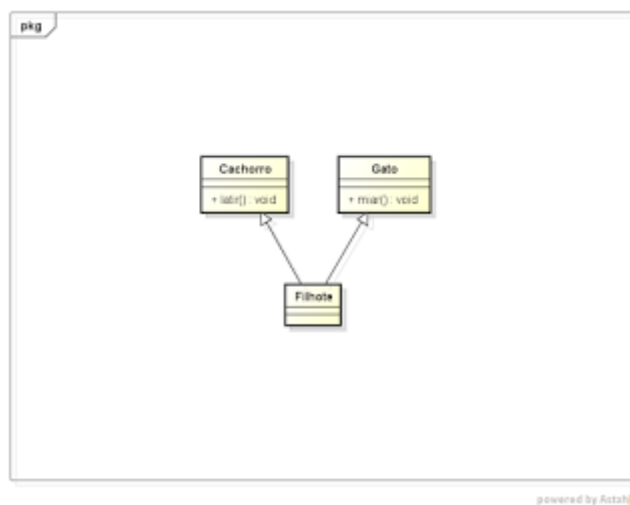 pkg
Cachorro
+ latir() : void
Gato
+ miar() : void
Filhote
powered by Astah